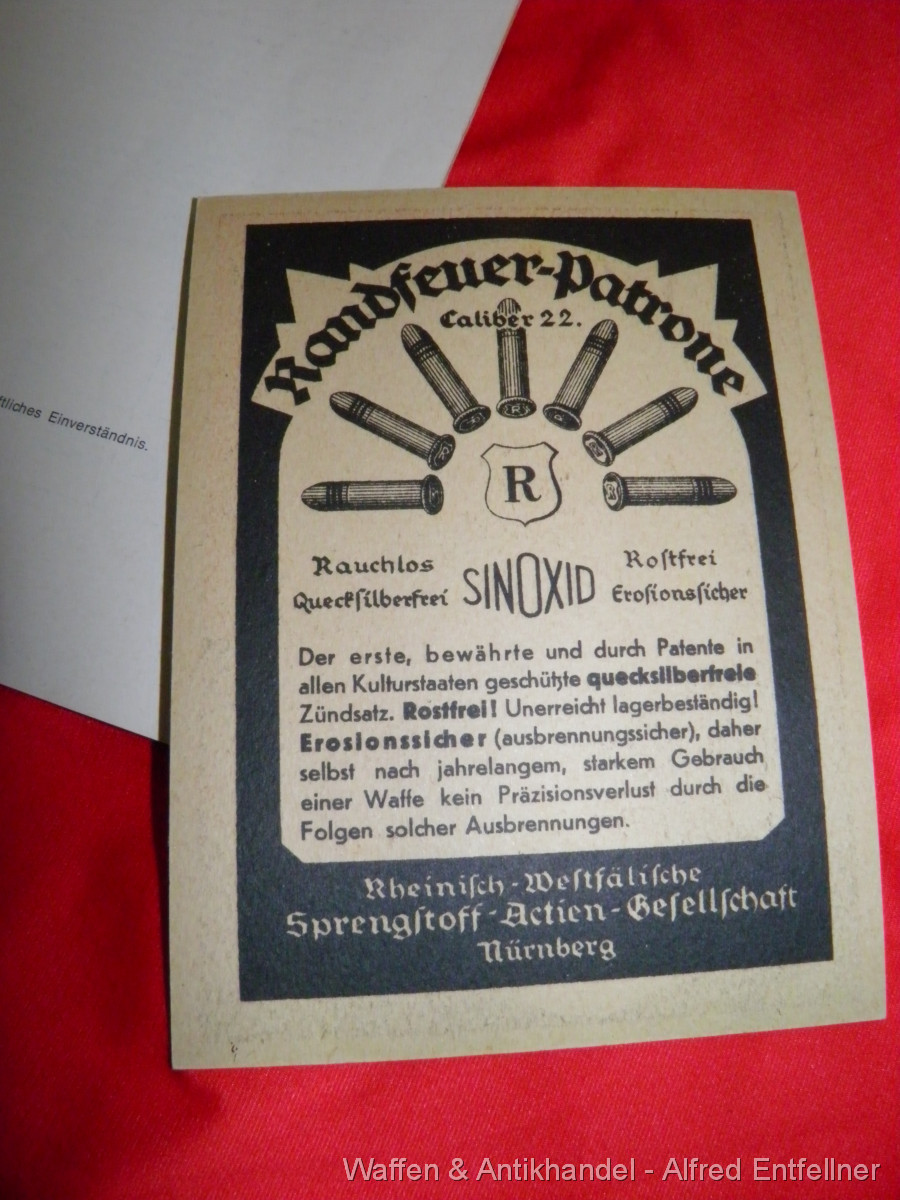 ftliches Einverständnis.
Randfeuer-Patrone
Caliber 22.
R
R
Rauchlos
Queckſilberfrei
SINOXID
Roſtfrei
Eroſionsſicher
Der erste, bewährte und durch Patente in
allen Kulturstaaten geschützte quecksilberfreie
Zündsatz. Rostfrei! Unerreicht lagerbeständig!
Erosionssicher (ausbrennungssicher), daher
selbst nach jahrelangem, starkem Gebrauch
einer Waffe kein Präzisionsverlust durch die
Folgen solcher Ausbrennungen.
Rheiniſch-Weſtfäliſche
Sprengſtoff-Actien-Geſellſchaft
Nürnberg
Waffen & Antikhandel - Alfred Entfellner